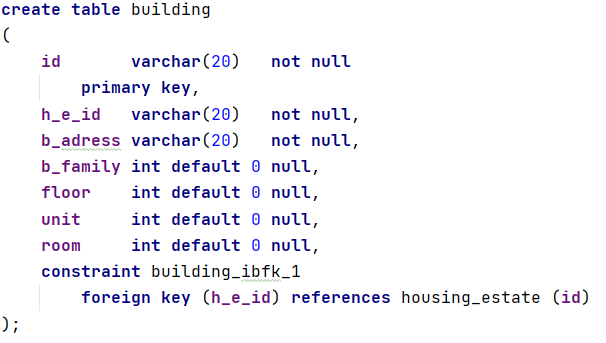 create table building
(
    id       varchar(20)   not null
        primary key,
    h_e_id   varchar(20)   not null,
    b_adress varchar(20)   not null,
    b_family int default 0 null,
    floor    int default 0 null,
    unit     int default 0 null,
    room     int default 0 null,
    constraint building_ibfk_1
        foreign key (h_e_id) references housing_estate (id)
);